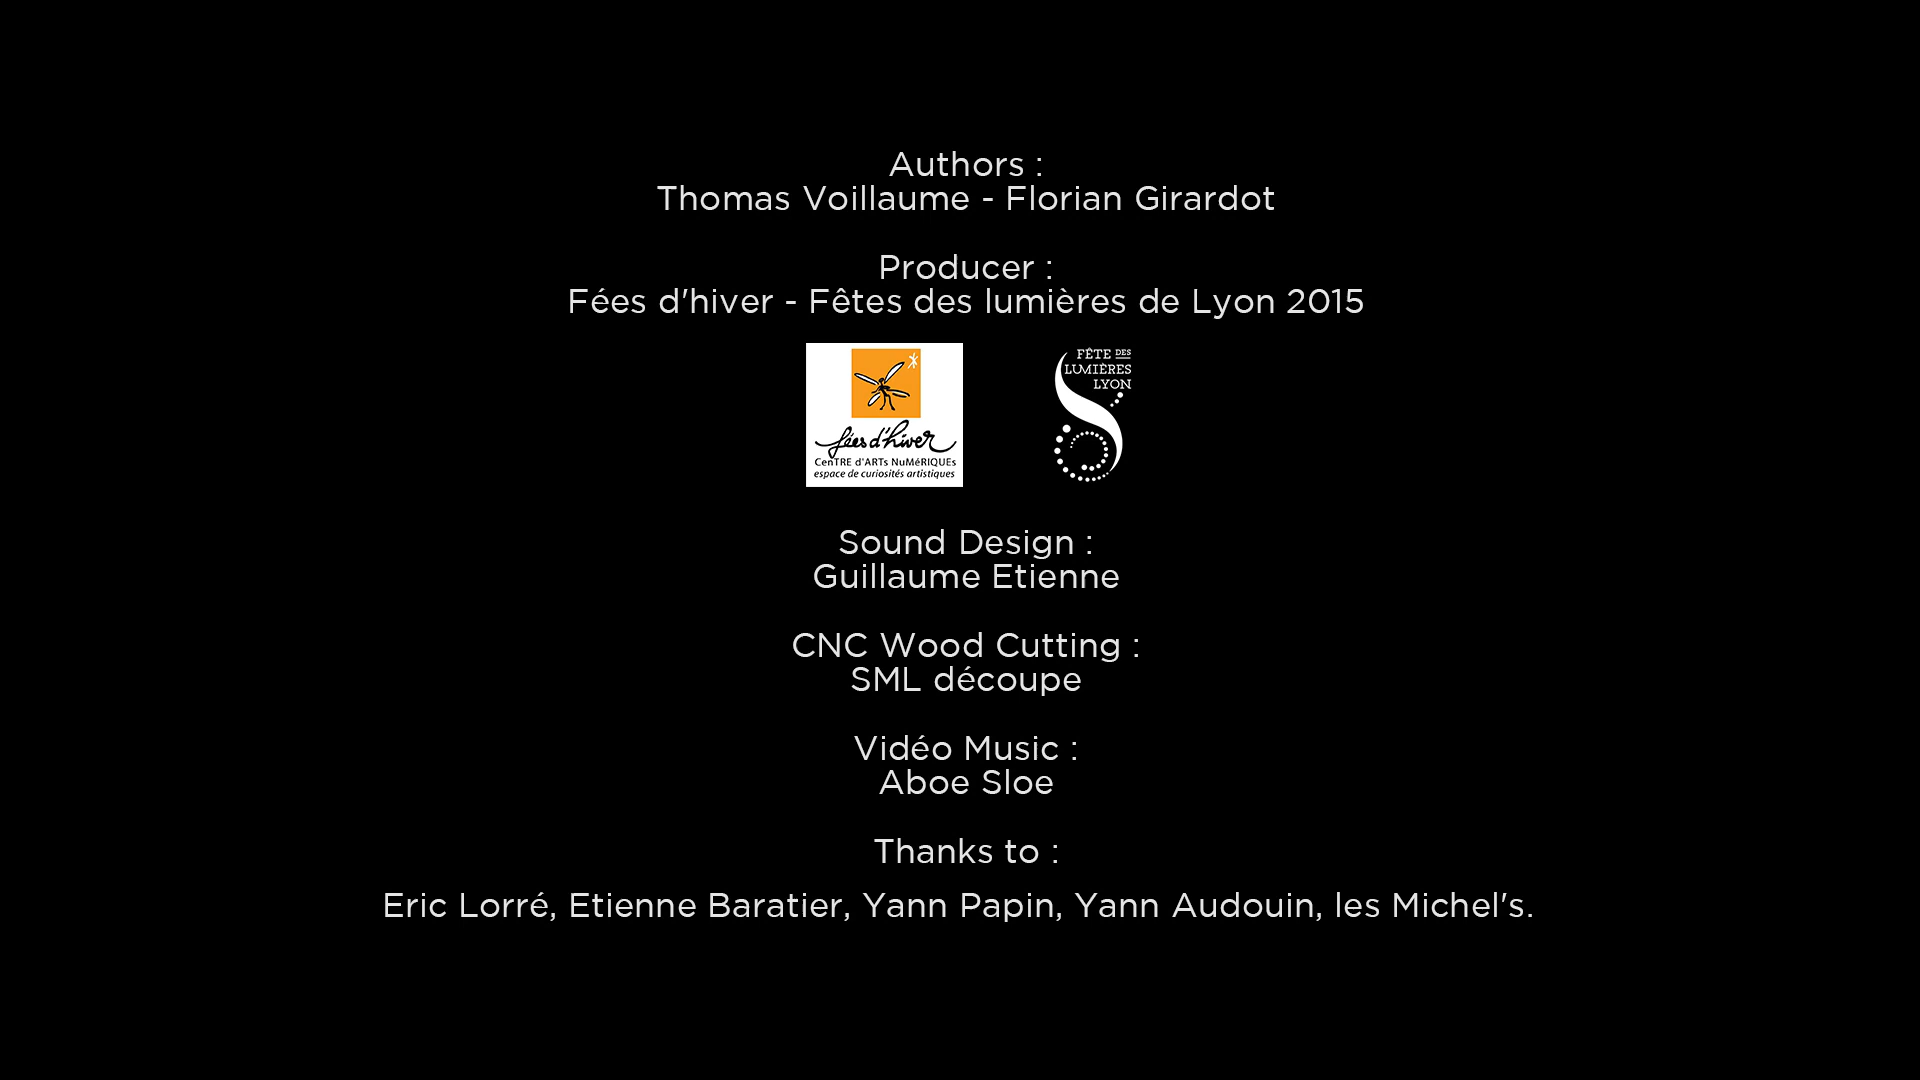 Authors :
Thomas Voillaume - Florian Girardot
Producer :
Fées d'hiver - Fêtes des lumières de Lyon 2015
fées d'hiver
CenTRE d'ARTs NuMéRIQUEs
espace de curiosités artistiques
FÊTE DES
LUMIÈRES
LYON
Sound Design :
Guillaume Etienne
CNC Wood Cutting :
SML découpe
Vidéo Music :
Aboe Sloe
Thanks to :
Eric Lorré, Etienne Baratier, Yann Papin, Yann Audouin, les Michel's.